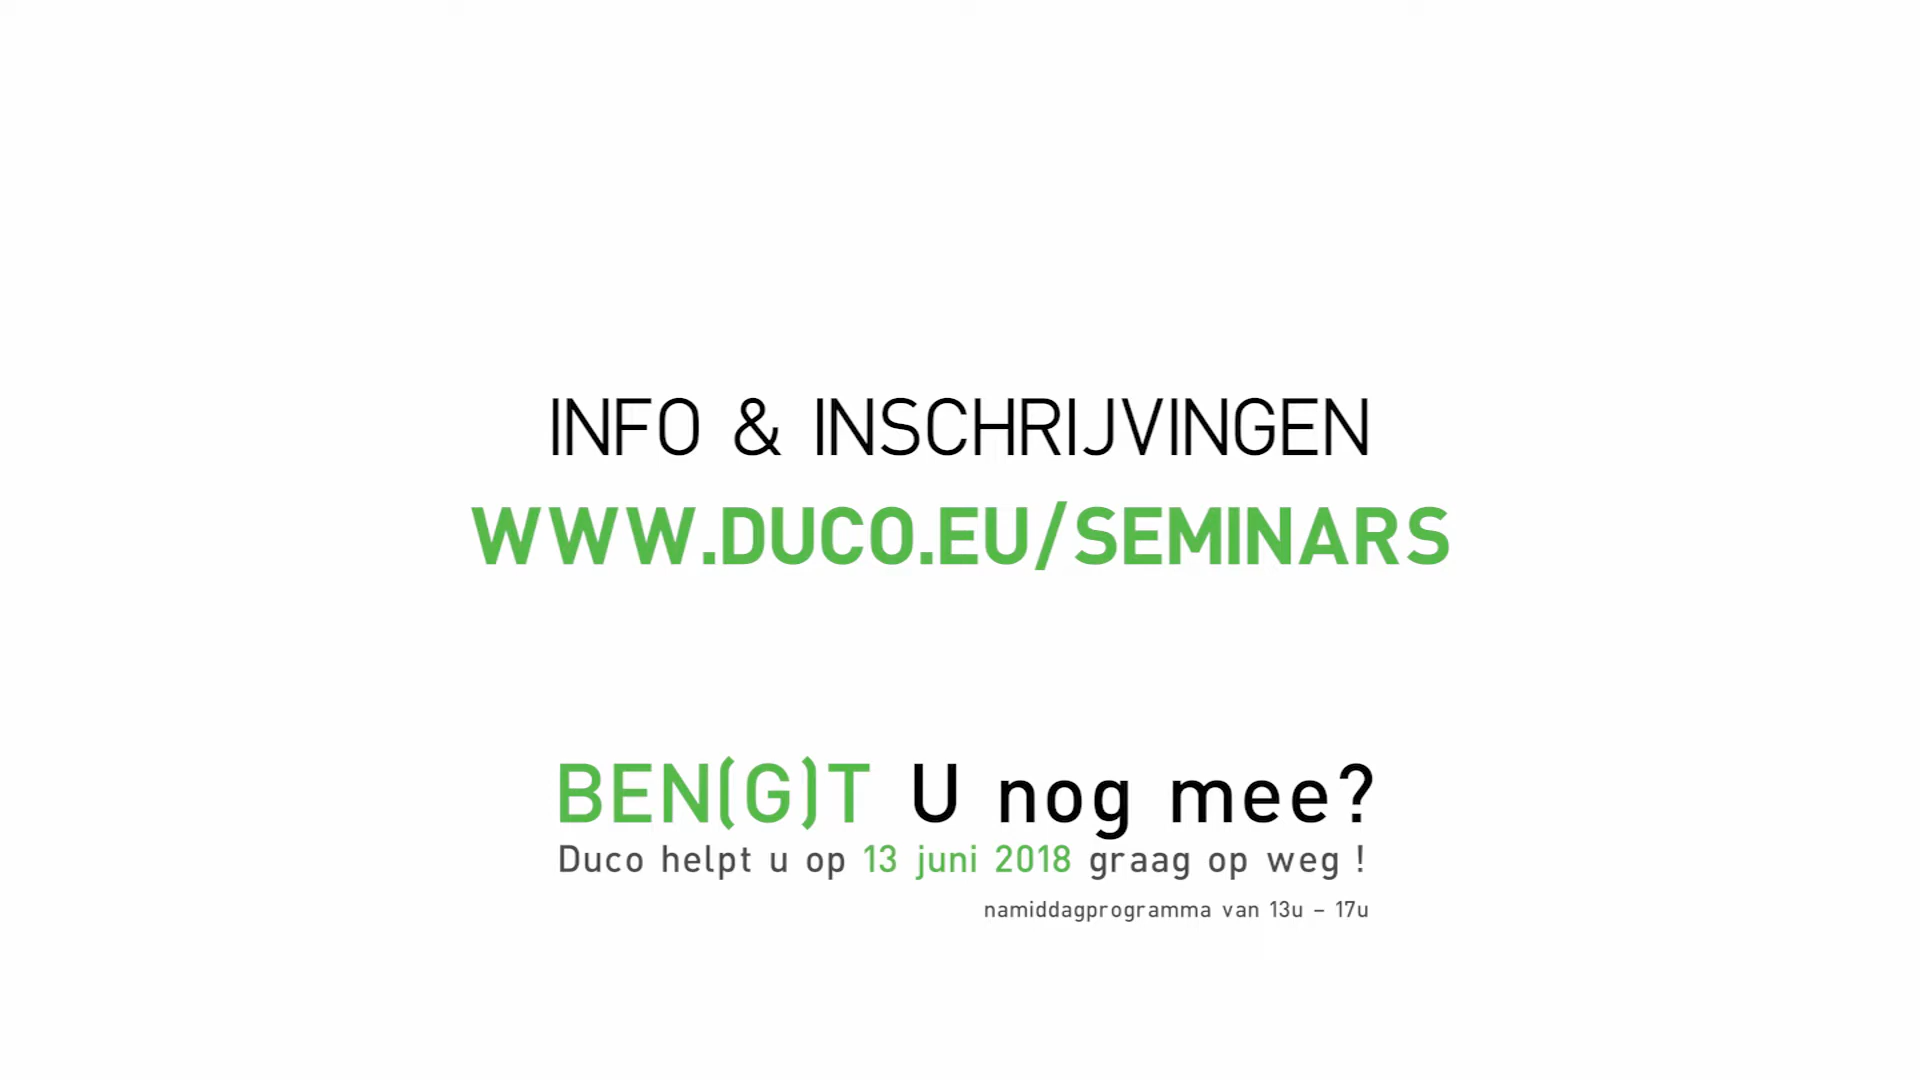 INFO & INSCHRIJVINGEN
WWW.DUCO.EU/SEMINARS
BEN(G)T U nog mee?
Duco helpt u op 13 juni 2018 graag op weg !
namiddagprogramma van 13u – 17u